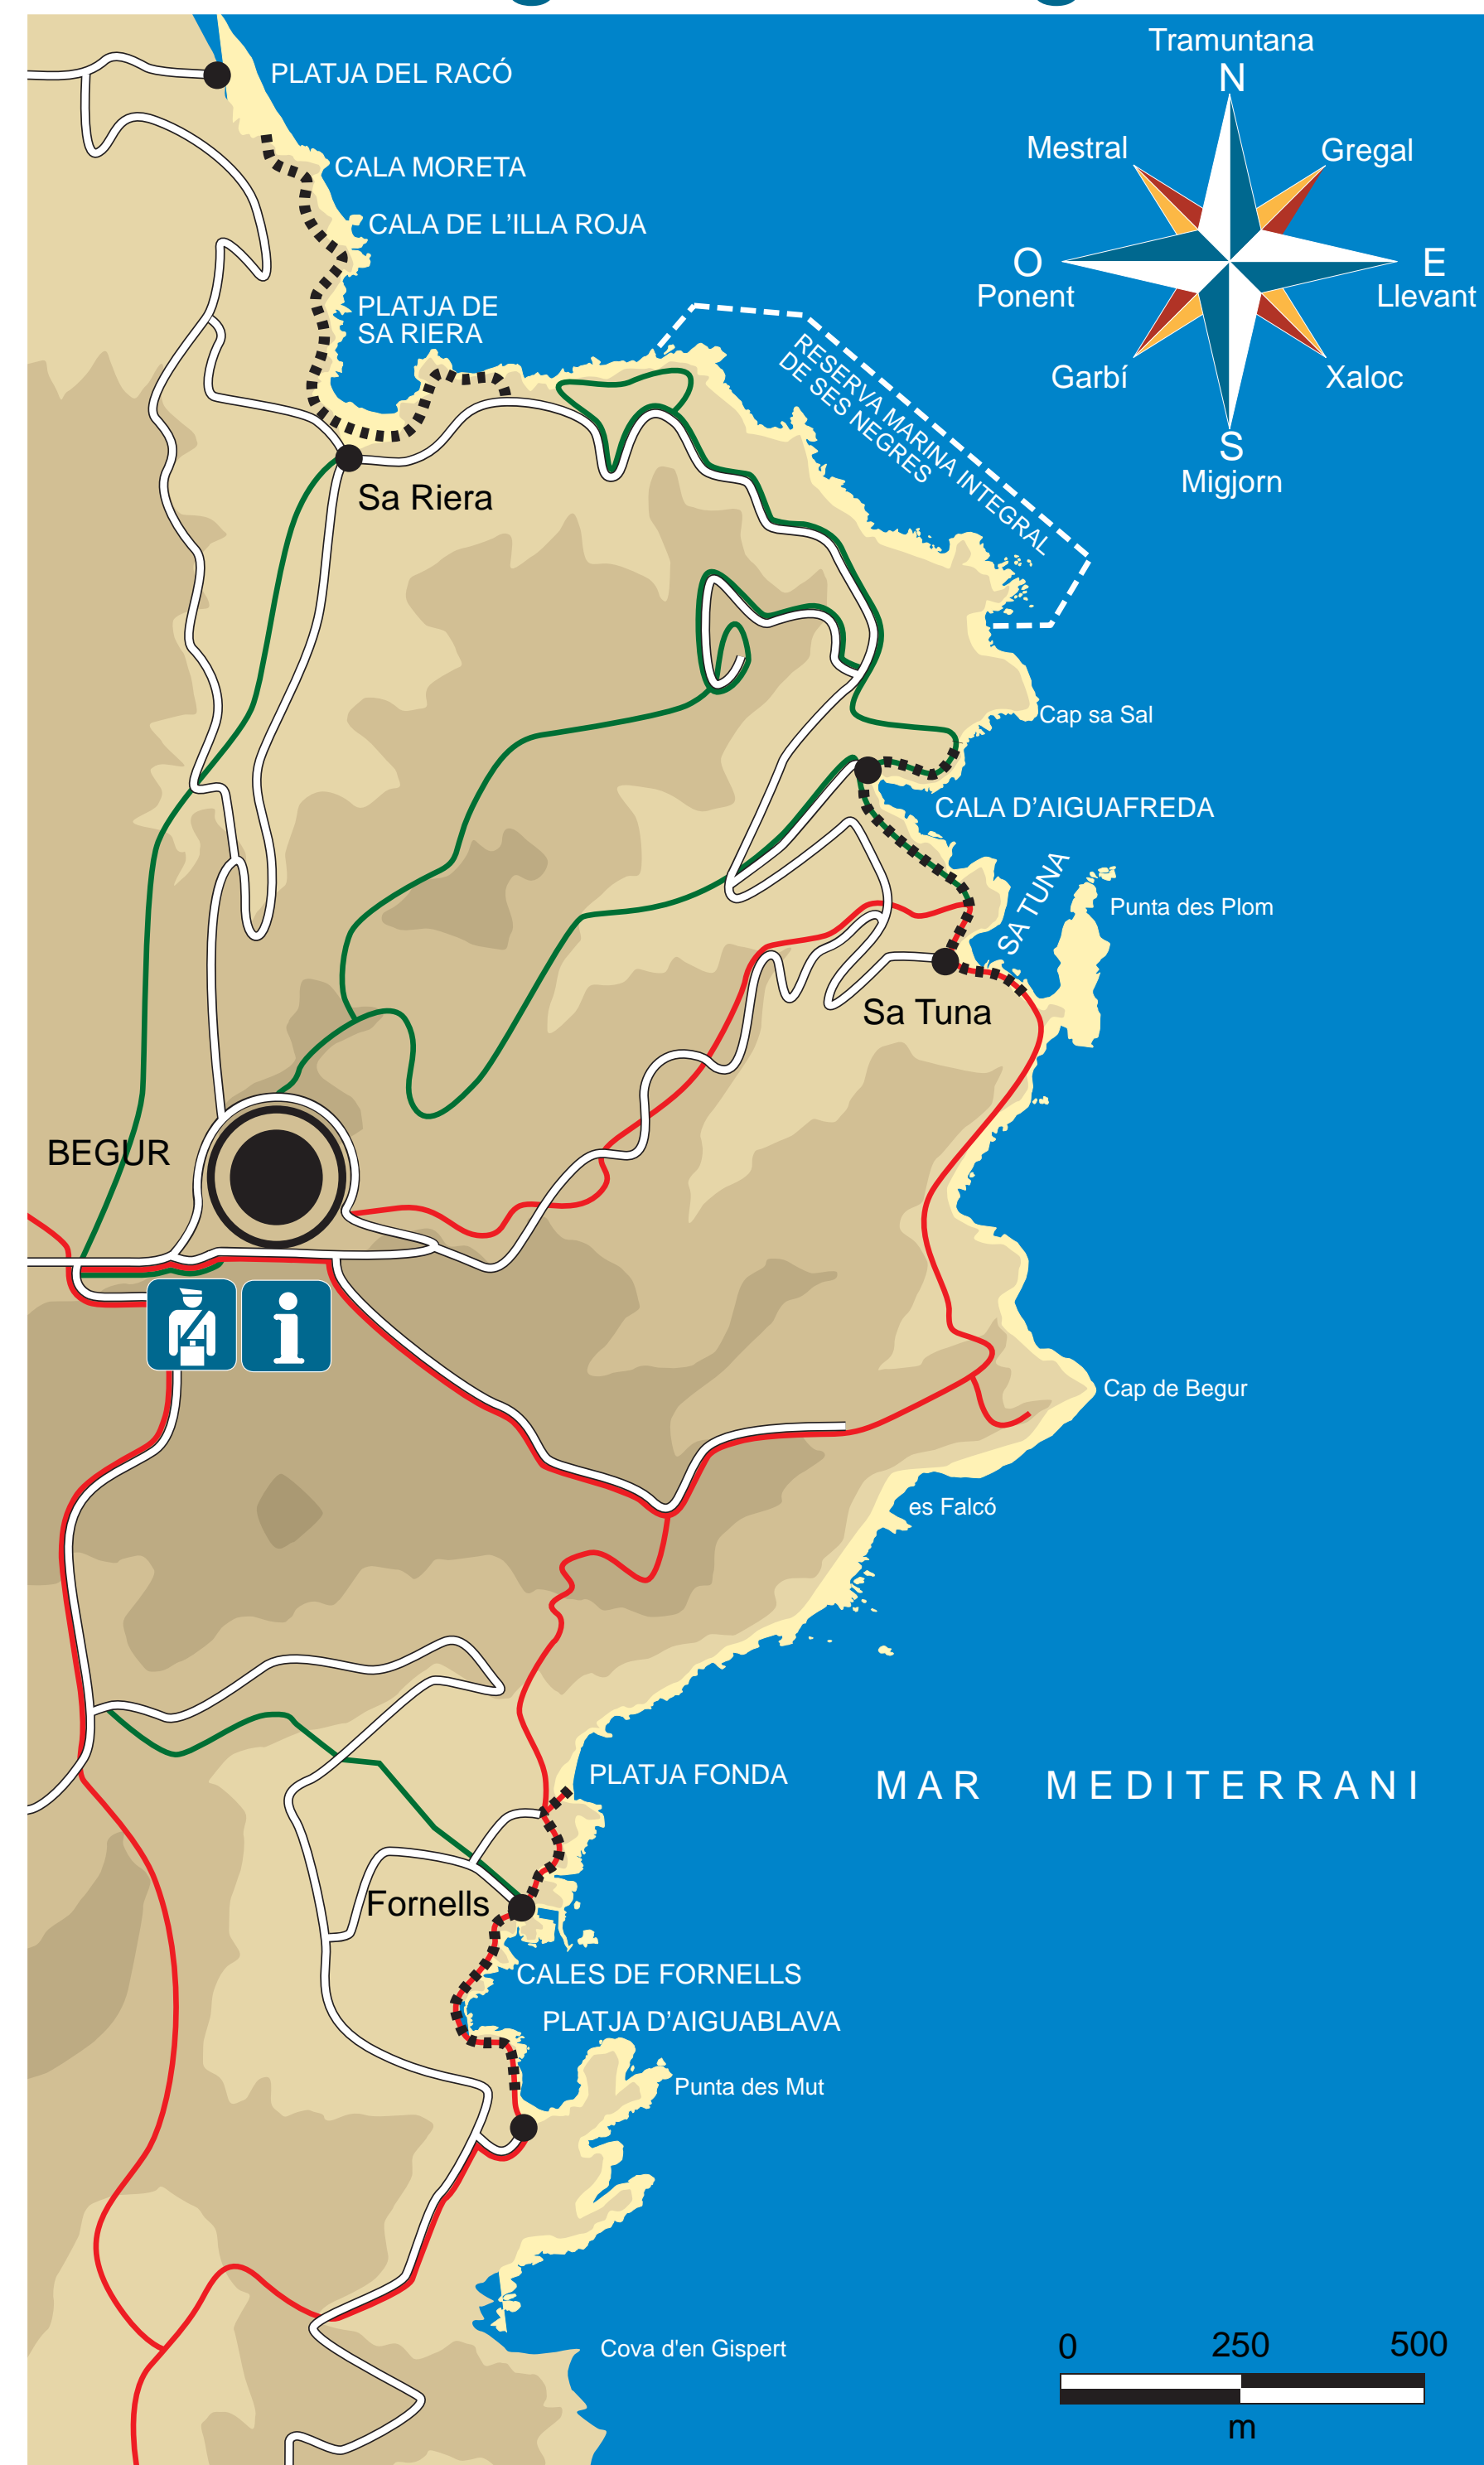 Tramuntana
N
PLATJA DEL RACÓ
Mestral
Gregal
CALA MORETA
CALA DE L'ILLA ROJA
O
Ponent
E
Llevant
PLATJA DE
SA RIERA
RESERVA MARINA INTEGRAL
DE SES NEGRES
Garbí
Xaloc
S
Migjorn
Sa Riera
Cap sa Sal
CALA D'AIGUAFREDA
SA TUNA
Punta des Plom
Sa Tuna
BEGUR
i
Cap de Begur
es Falcó
PLATJA FONDA
MAR MEDITERRANI
Fornells
CALES DE FORNELLS
PLATJA D'AIGUABLAVA
Punta des Mut
Cova d'en Gispert
0 250 500
m